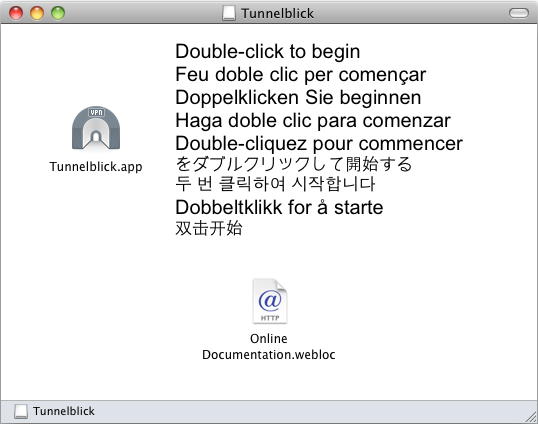 Tunnelblick
Double-click to begin
Feu doble clic per començar
Doppelklicken Sie beginnen
Haga doble clic para comenzar
Double-cliquez pour commencer
をダブルクリックして開始する
두 번 클릭하여 시작합니다
Dobbeltklikk for å starte
双击开始
VPN
Tunnelblick.app
HTTP
Online
Documentation.webloc
Tunnelblick